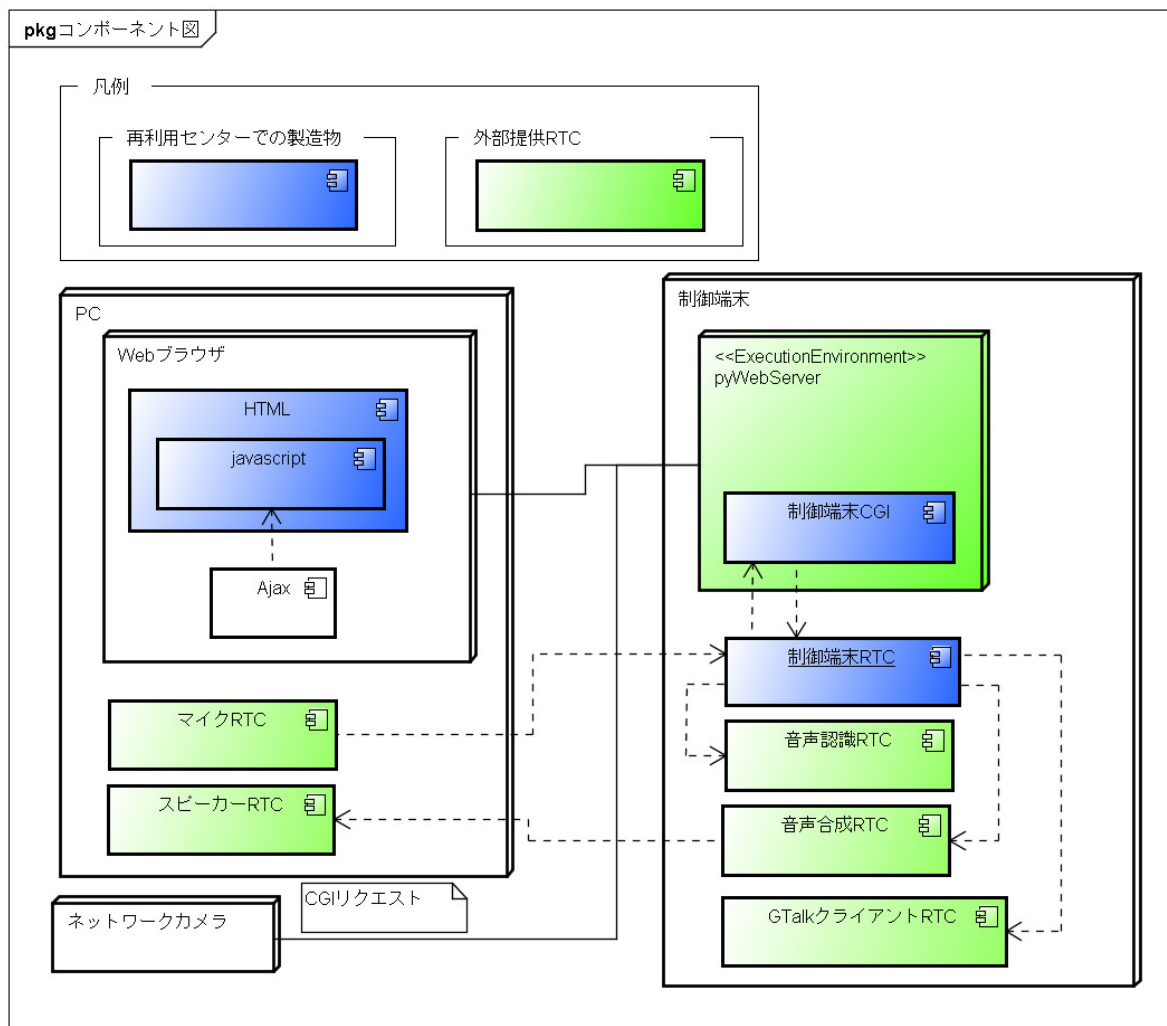 pkgコンポーネント図
凡例
再利用センターでの製造物
外部提供RTC
PC
Webブラウザ
HTML
javascript
Ajax
マイクRTC
スピーカーRTC
ネットワークカメラ
CGIリクエスト
制御端末
<<ExecutionEnvironment>>
pyWebServer
制御端末CGI
制御端末RTC
音声認識RTC
音声合成RTC
GTalkクライアントRTC